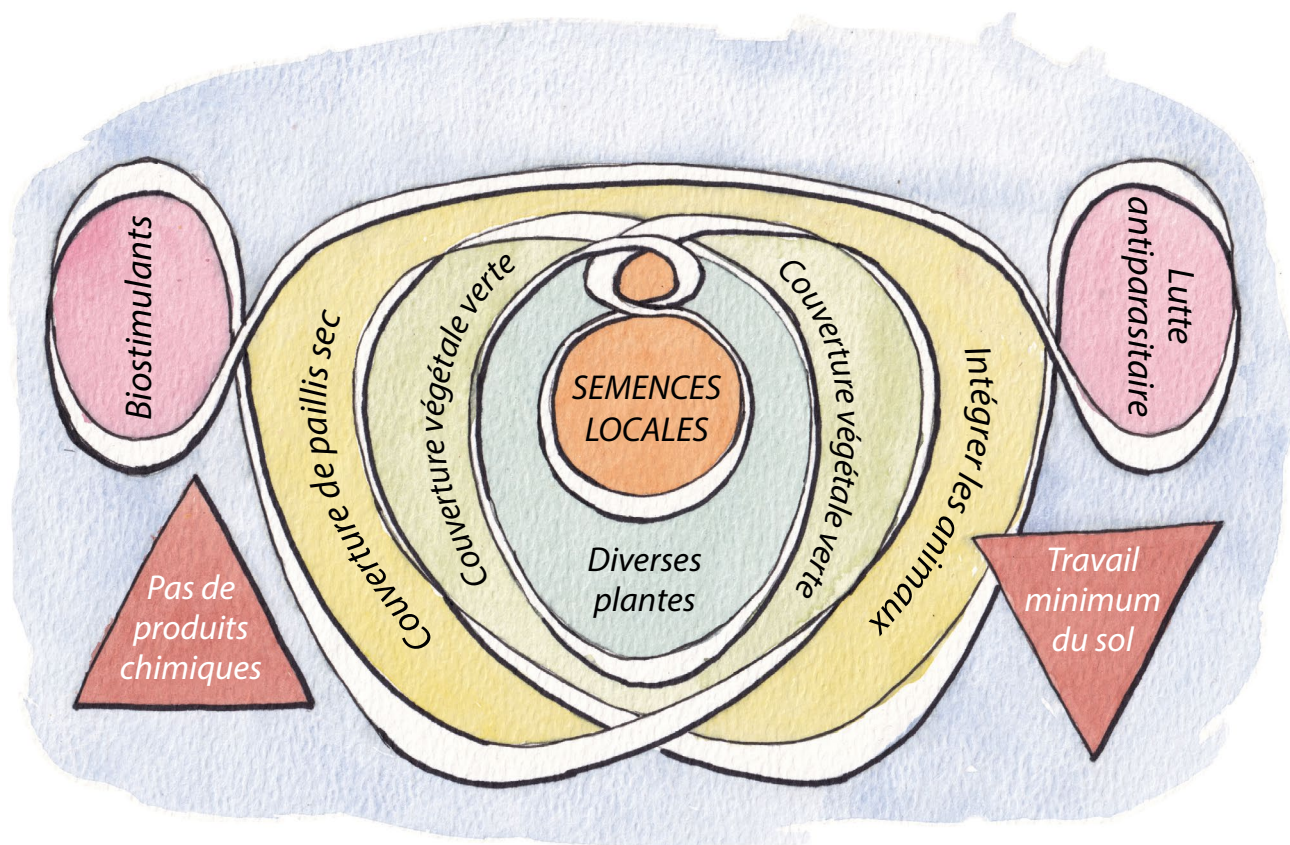 Biostimulants
Couverture de paillis sec
Couverture végétale verte
SEMENCES
LOCALES
Diverses
plantes
Couverture végétale verte
Intégrer les animaux
Lutte
antiparasitaire
Pas de
produits
chimiques
Travail
minimum
du sol